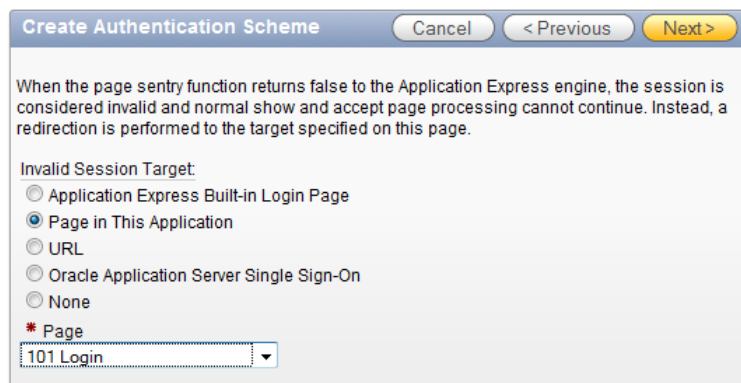 Create Authentication Scheme
Cancel
< Previous
Next >
When the page sentry function returns false to the Application Express engine, the session is
considered invalid and normal show and accept page processing cannot continue. Instead, a
redirection is performed to the target specified on this page.
Invalid Session Target:
Application Express Built-in Login Page
Page in This Application
URL
Oracle Application Server Single Sign-On
None
* Page
101 Login